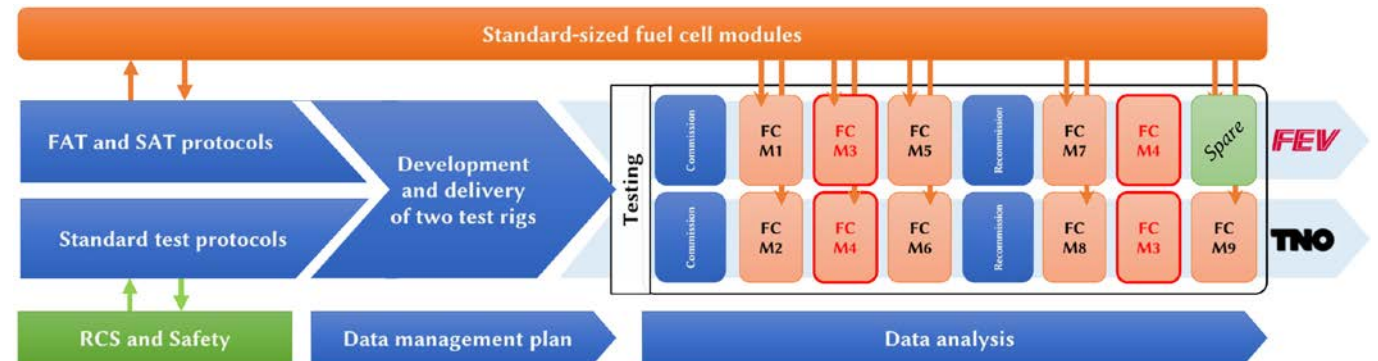 Standard-sized fuel cell modules
FAT and SAT protocols
Standard test protocols
RCS and Safety
Development
and delivery
of two test rigs
Data management plan
Testing
Commission
FC
M1
FC
M3
FC
M5
Recommission
FC
M7
FC
M4
Spare
FEV
Commission
FC
M2
FC
M4
FC
M6
Recommission
FC
M8
FC
M3
FC
M9
TNO
Data analysis